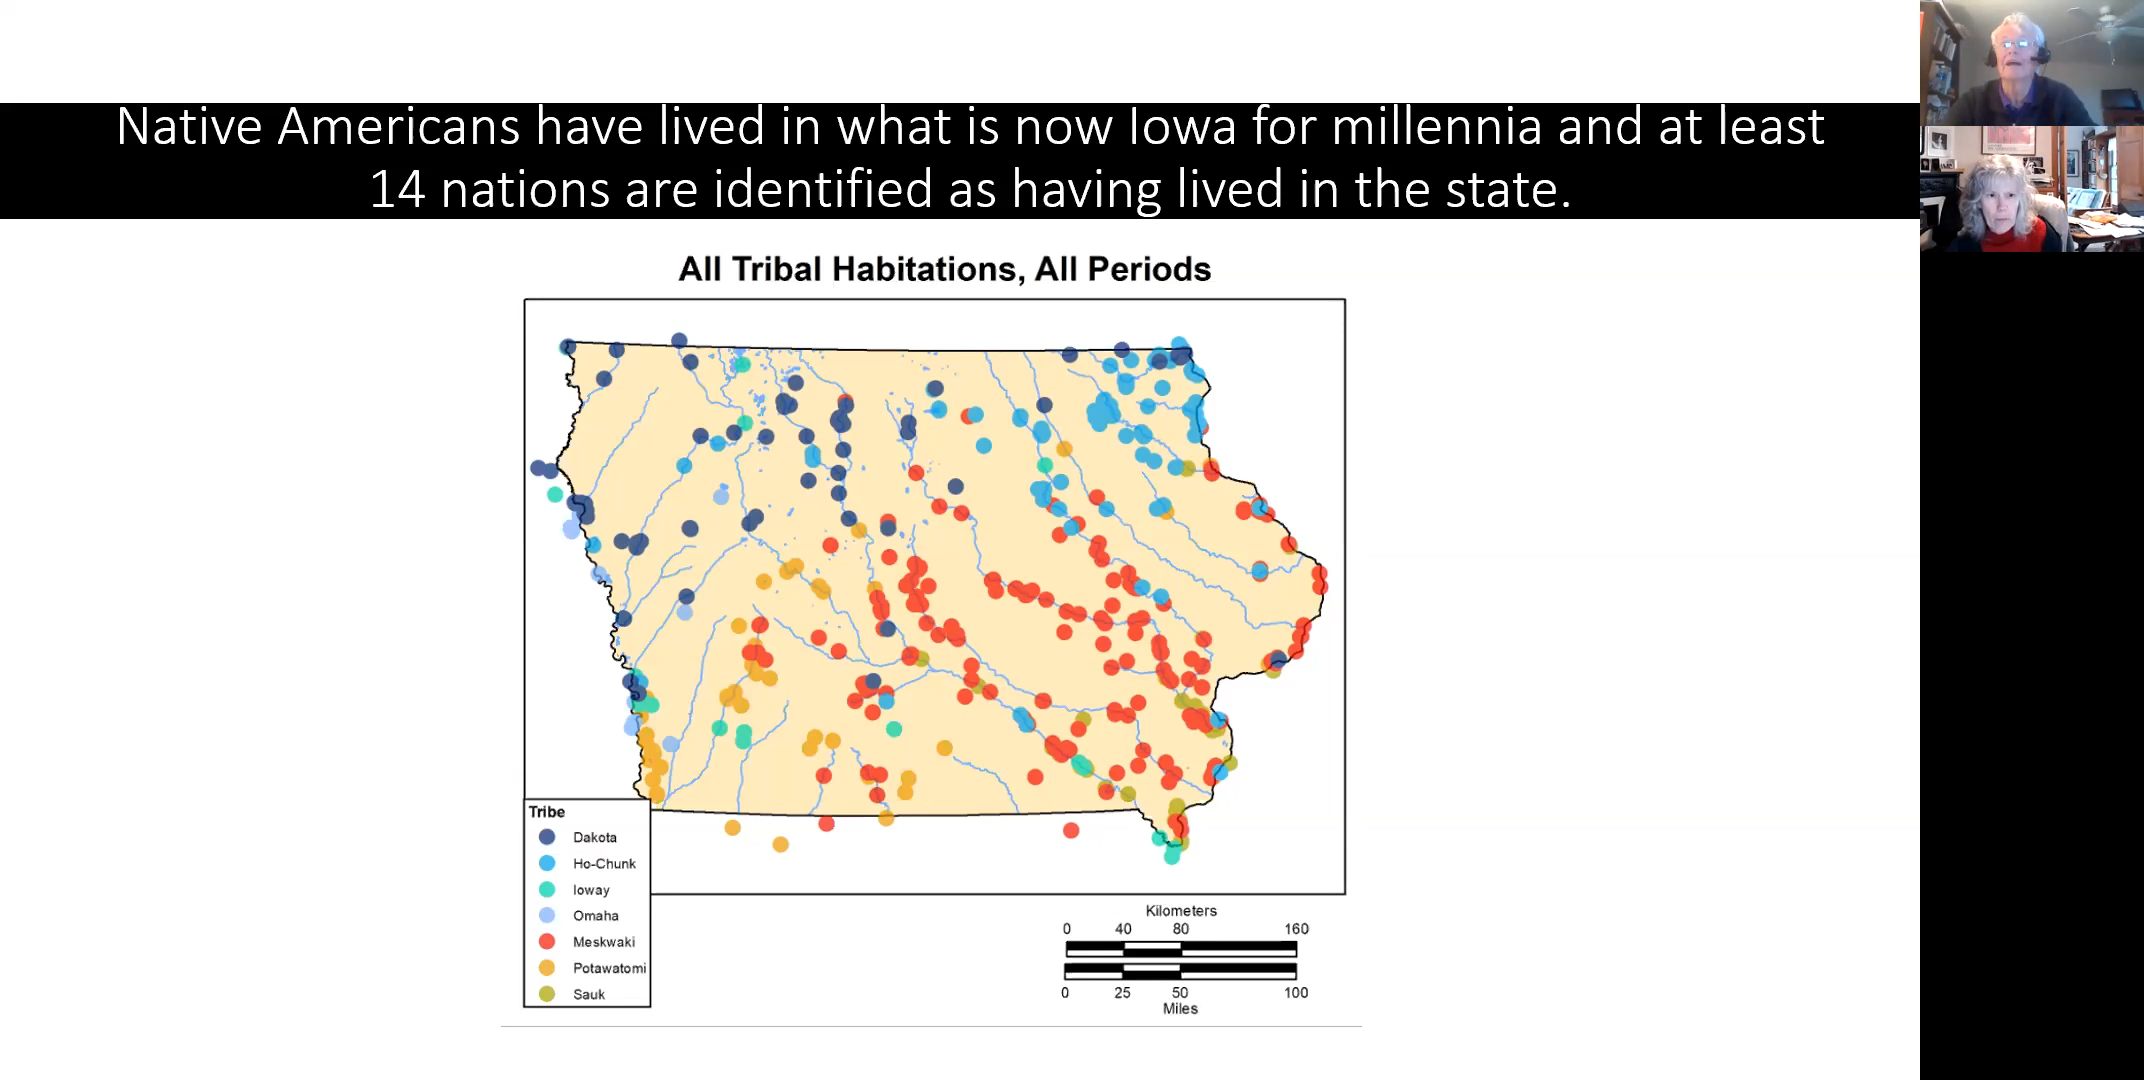 Native Americans have lived in what is now Iowa for millennia and at least
14 nations are identified as having lived in the state.
All Tribal Habitations, All Periods
Tribe
Dakota
Ho-Chunk
Ioway
Omaha
Meskwaki
Potawatomi
Sauk
Kilometers
0 40 80 160
0 25 50 100
Miles